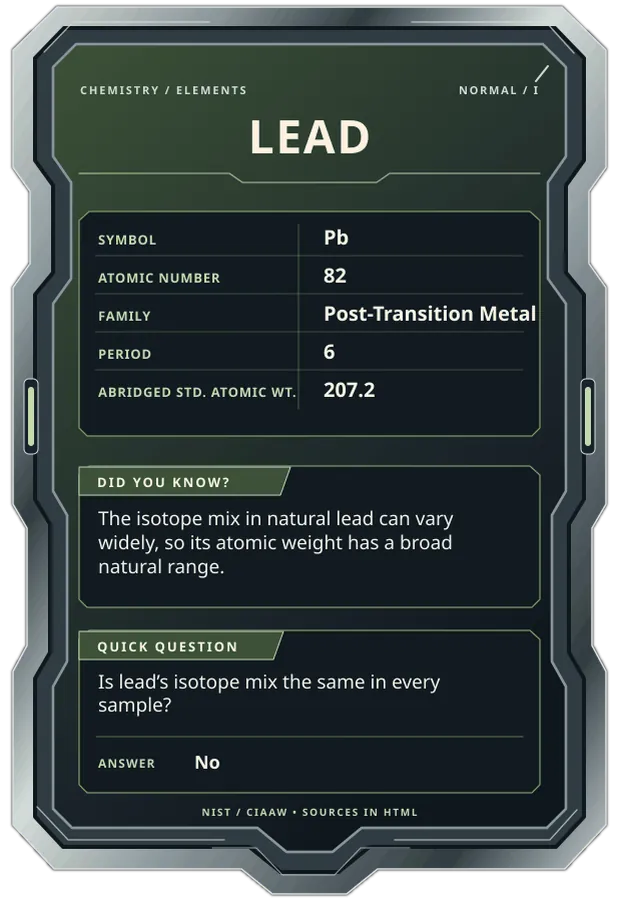 CHEMISTRY / ELEMENTS
NORMAL / I
LEAD
SYMBOL Pb
ATOMIC NUMBER 82
FAMILY Post-Transition Metal
PERIOD 6
ABRIDGED STD. ATOMIC WT. 207.2
DID YOU KNOW?
The isotope mix in natural lead can vary
widely, so its atomic weight has a broad
natural range.
QUICK QUESTION
Is lead’s isotope mix the same in every
sample?
ANSWER No
NIST / CIAAW • SOURCES IN HTML